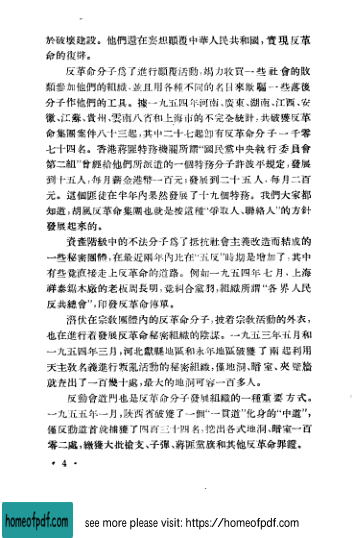 於破壞建設。他們還在妄想顚覆中華人民共和國，實現反革
命的復辟。
反革命分子爲了進行顚覆活動，竭力收買一些社會的敗
類參加他們的組織，並且用各種不同的名目來欺騙一些落後
分子作他們的工具。據一九五四年河南、廣東、湖南、江西、安
徽、江蘇、貴州、雲南八省和上海市的不完全統計，共破獲反革
命集團案件八十三起，其中二十七起卽有反革命分子一千零
七十四名。香港蔣匪特務機關所謂“國民黨中央執行委員會
第二組”曾經給他們所派遣的一個特務分子許波平規定，發展
到十五人，每月薪金港幣一百元；發展到二十五人，每月二百
元。這個匪徒在半年內果然發展了十九個特務。我們大家都
知道，胡風反革命集團也就是按這種“爭取人、聯絡人”的方針
發展起來的。
資產階級中的不法分子爲了抵抗社會主義改造而結成的
一些秘密團體，在最近兩年內比在“五反”時期是增加了，其中
有些竟直接走上反革命的道路。例如一九五四年七月，上海
祥泰鋸木廠的老板周長明，竟糾合黨羽，組織所謂“各界人民
反共總會”，印發反革命傳單。
潛伏在宗敎團體內的反革命分子，披着宗敎活動的外衣，
也在進行着發展反革命秘密組織的陰謀。一九五三年五月和
一九五四年三月，河北獻縣地區和永年地區破獲了兩起利用
天主敎名義進行叛亂活動的秘密組織，僅地洞、暗室、夾壁牆
就查出了一百幾十處，最大的地洞可容一百多人。
反動會道門也是反革命分子發展組織的一種重要方式。
一九五五年一月，陝西省破獲了一個“一貫道”化身的“中道”，
僅反動道首就捕獲了四百三十四名，挖出各式地洞、暗室一百
零二處，繳獲大批槍支、子彈、蔣匪黨旗和其他反革命罪證。
· 4 ·
homeofpdf.com
see more please visit: https://homeofpdf.com